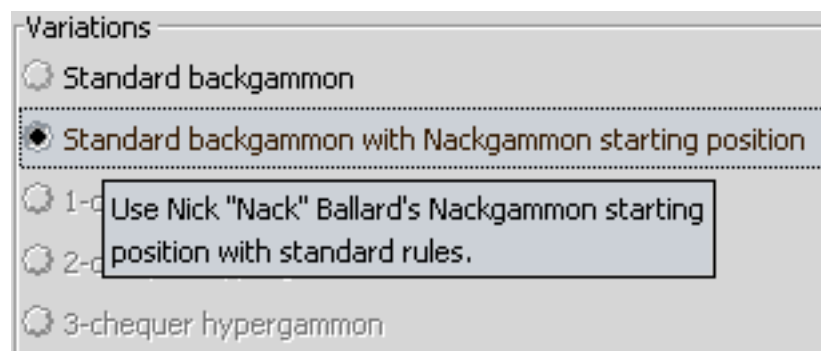 Variations
Standard backgammon
Standard backgammon with Nackgammon starting position
Use Nick "Nack" Ballard's Nackgammon starting
position with standard rules.
3-chequer hypergammon